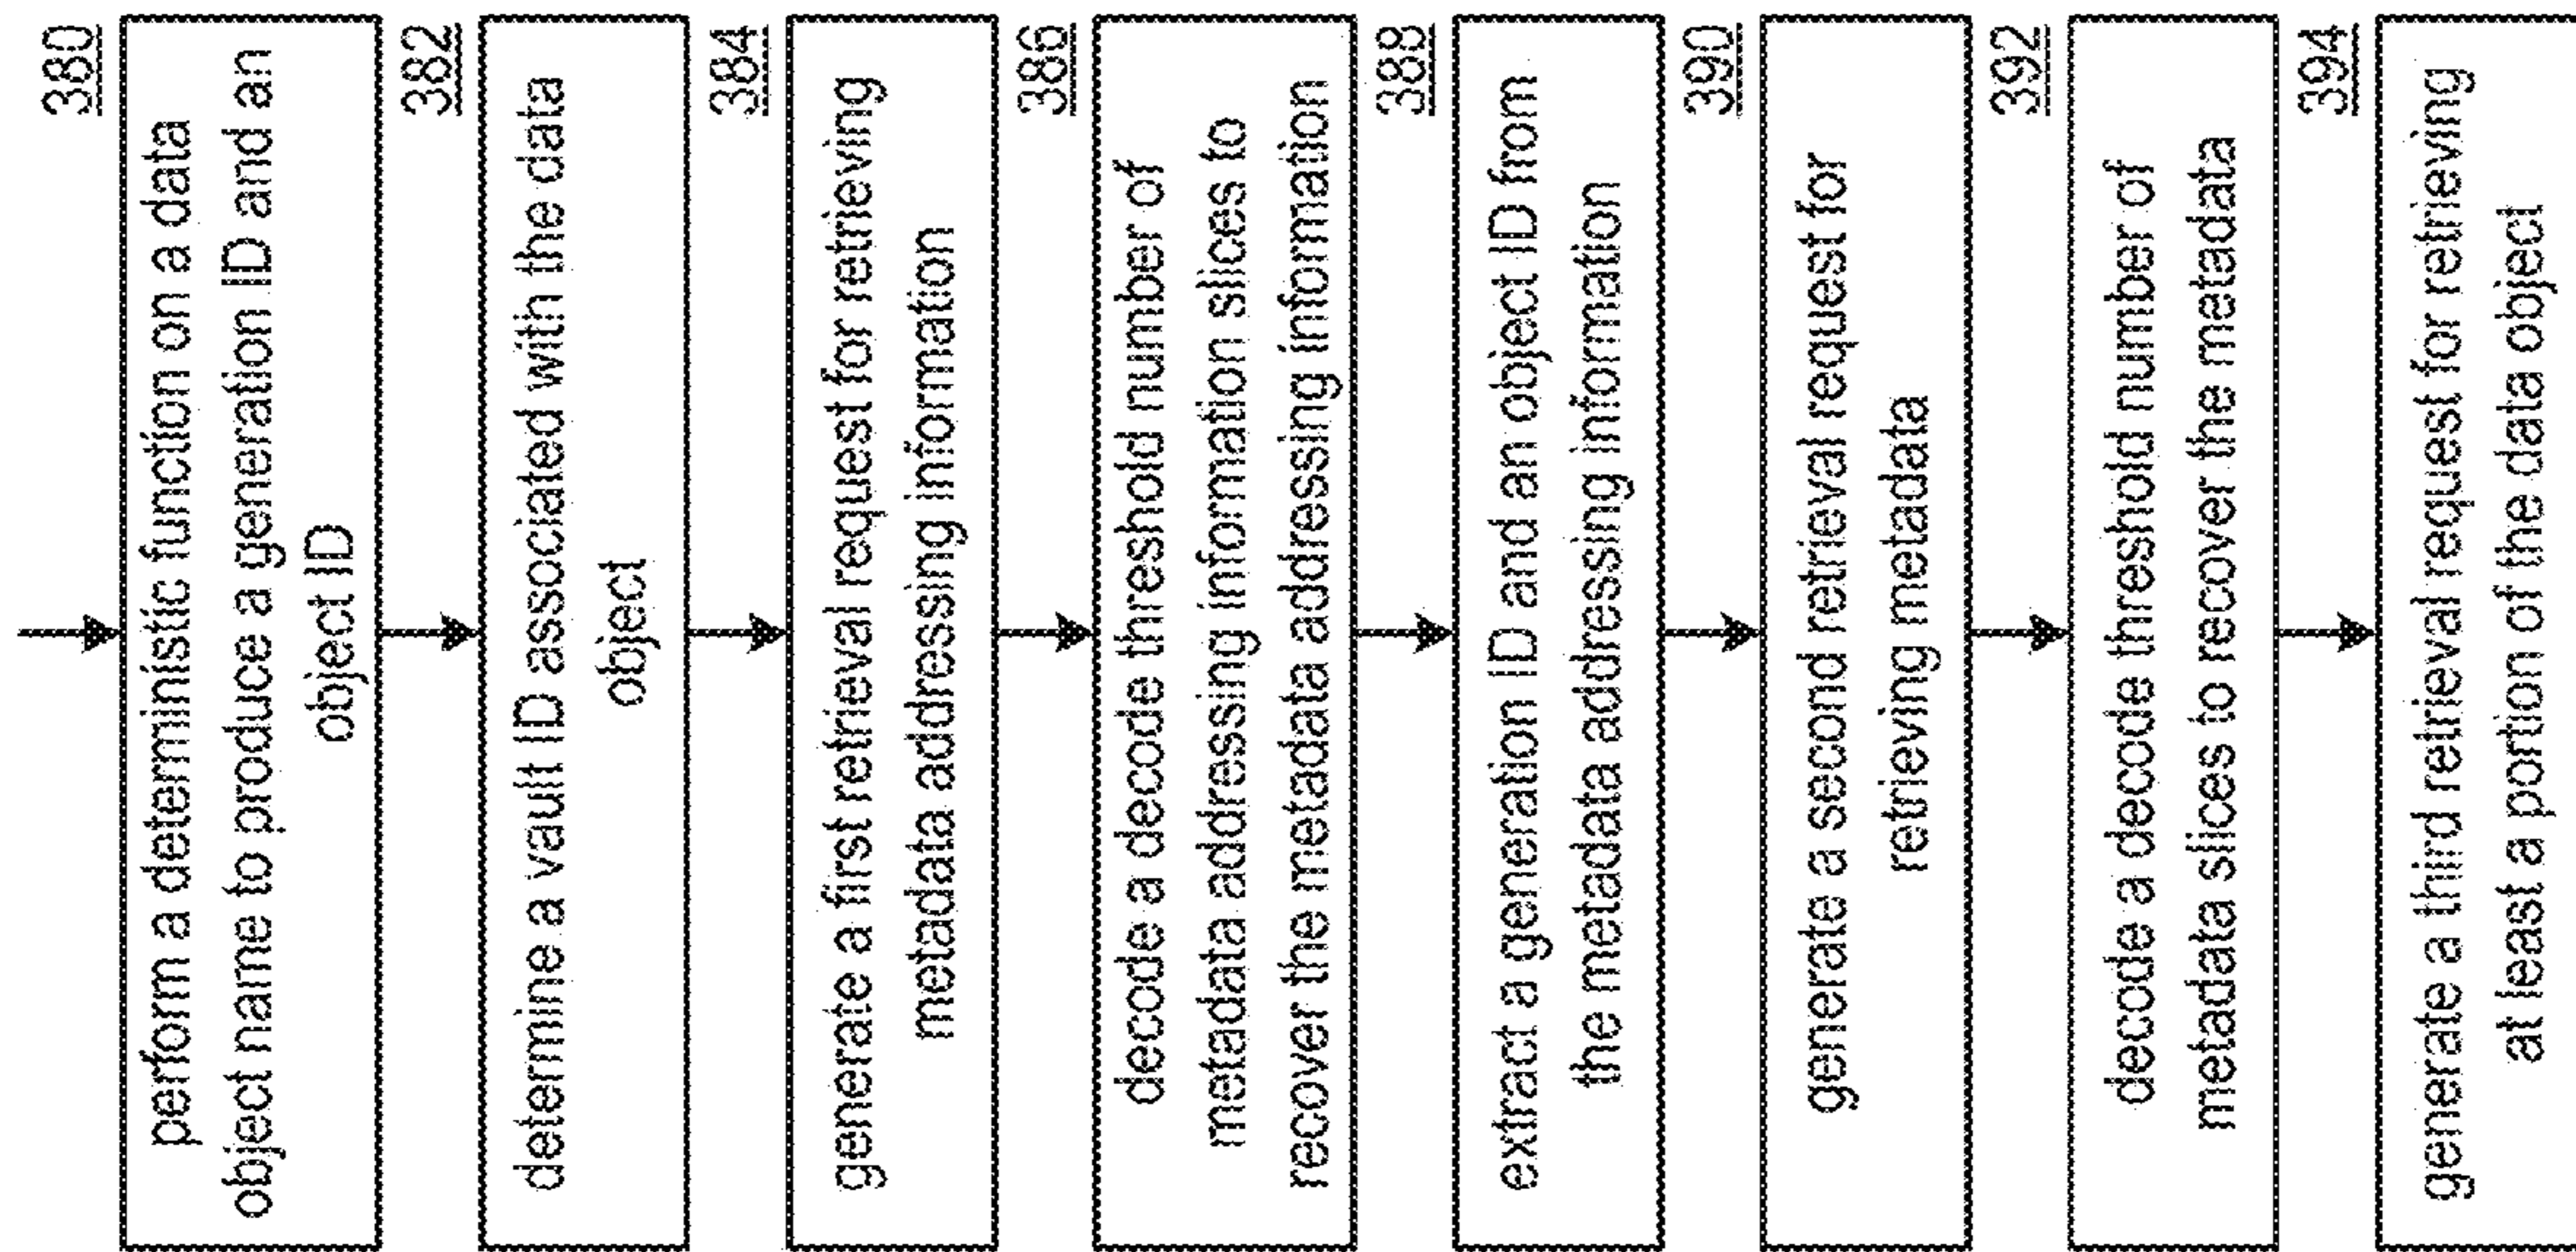 380
perform a deterministic function on a data
object name to produce a generation ID and an
object ID
382
determine a vault ID associated with the data
object
384
generate a first retrieval request for retrieving
metadata addressing information
386
decode a decode threshold number of
metadata addressing information slices to
recover the metadata addressing information
388
extract a generation ID and an object ID from
the metadata addressing information
390
generate a second retrieval request for
retrieving metadata
392
decode a decode threshold number of
metadata slices to recover the metadata
394
generate a third retrieval request for retrieving
at least a portion of the data object